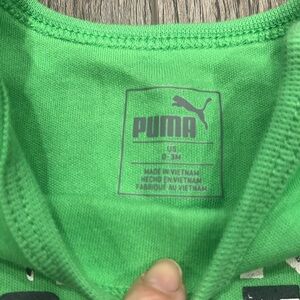 PUMA
US
0-3M
MADE IN VIETNAM
HECHO EN VIETNAM
FABRIQUÉ AU VIETNAM